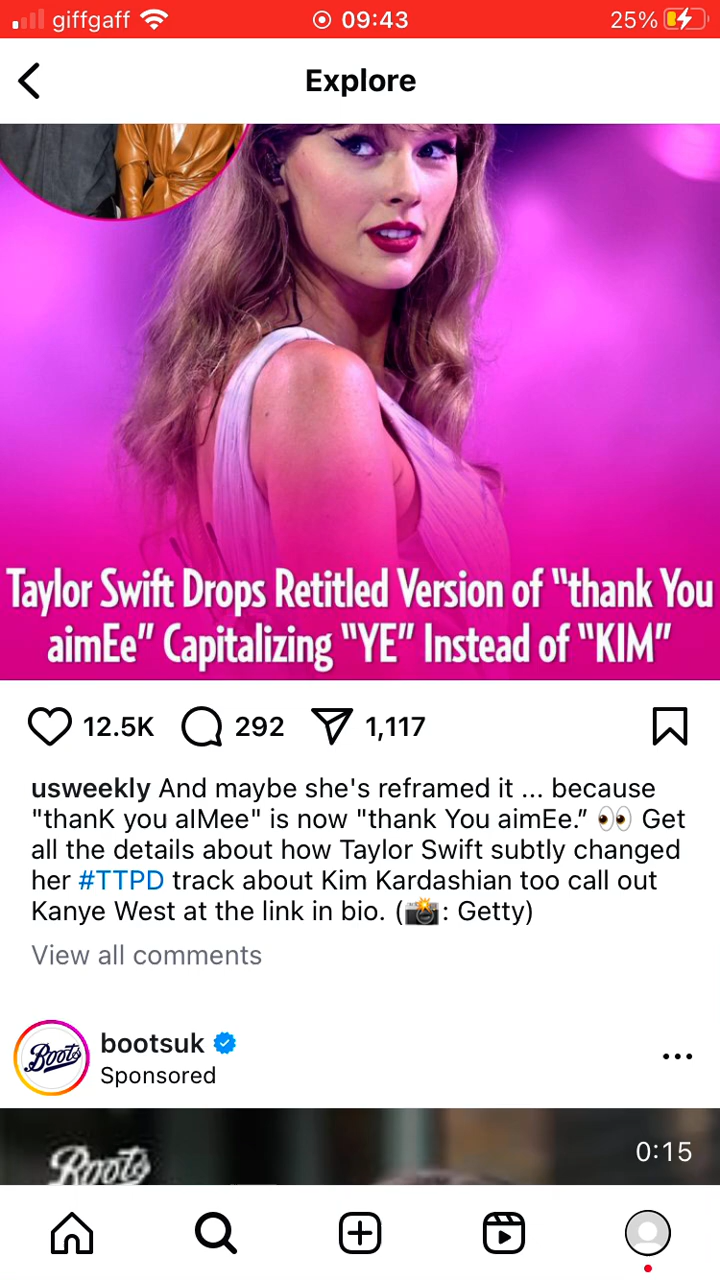 giffgaff 09:43 25%
Explore
Taylor Swift Drops Retitled Version of "thank You
aimEe" Capitalizing "YE" Instead of "KIM"
12.5K 292 1,117
usweekly And maybe she's reframed it ... because
"thanK you aIMee" is now "thank You aimEe.” 👀 Get
all the details about how Taylor Swift subtly changed
her #TTPD track about Kim Kardashian too call out
Kanye West at the link in bio. (📸: Getty)
View all comments
Boots
bootsuk
Sponsored
Boots
0:15